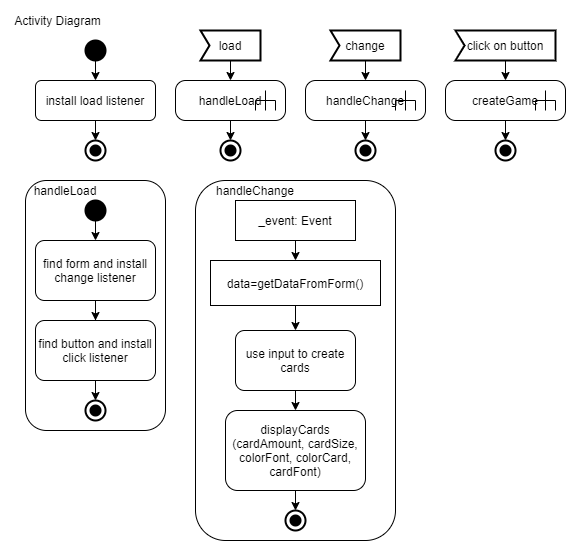 Activity Diagram
load
change
click on button
install load listener
handleLoad
handleChange
createGame
handleLoad
find form and install
change listener
find button and install
click listener
handleChange
_event: Event
data=getDataFromForm()
use input to create
cards
displayCards
(cardAmount, cardSize,
colorFont, colorCard,
cardFont)